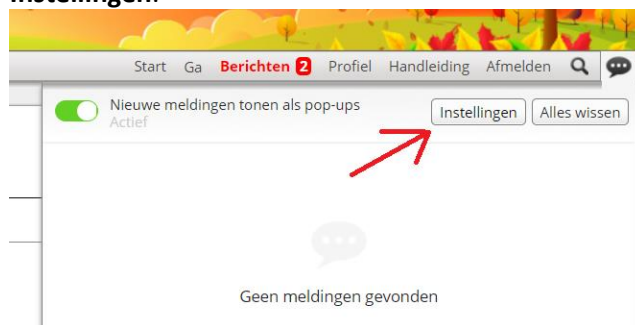 Instellingen.
Start Ga Berichten 2 Profiel Handleiding Afmelden
Nieuwe meldingen tonen als pop-ups
Actief
Instellingen Alles wissen
Geen meldingen gevonden